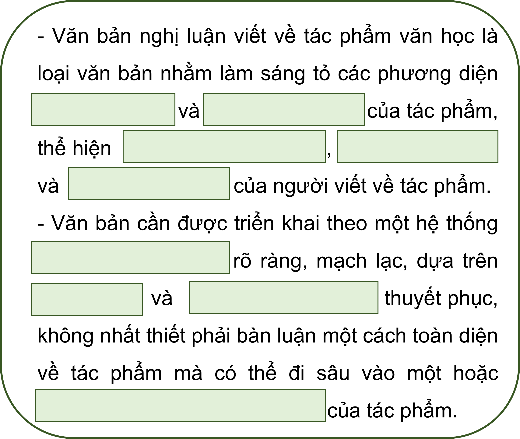 - Văn bản nghị luận viết về tác phẩm văn học là
loại văn bản nhằm làm sáng tỏ các phương diện
và của tác phẩm,
thể hiện ,
và của người viết về tác phẩm.
- Văn bản cần được triển khai theo một hệ thống
rõ ràng, mạch lạc, dựa trên
và thuyết phục,
không nhất thiết phải bàn luận một cách toàn diện
về tác phẩm mà có thể đi sâu vào một hoặc
của tác phẩm.